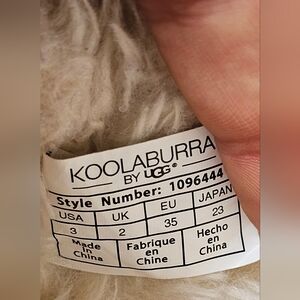 KOOLABURRA
BY UGG®
Style Number: 1096444
USA UK EU JAPAN
3 2 35 23
Made in China Fabrique en Chine Hecho en China